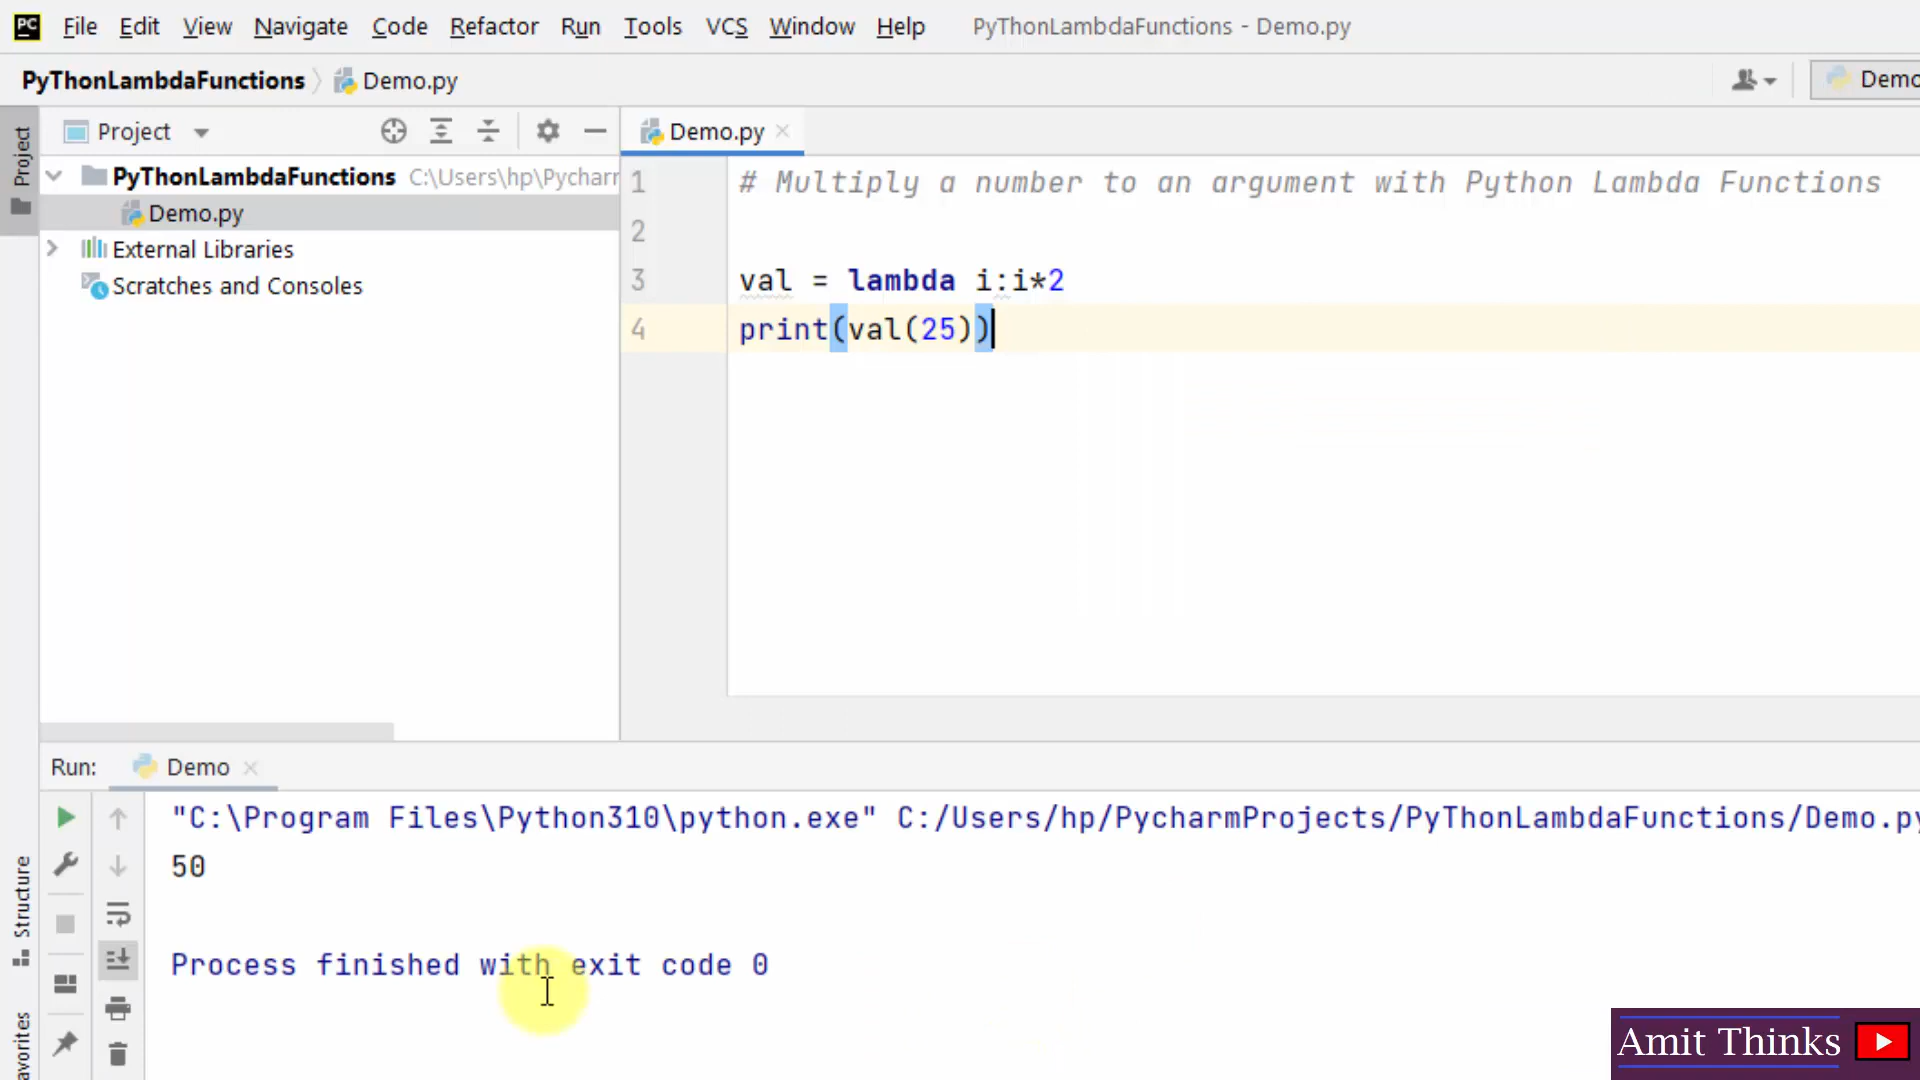 PC File Edit View Navigate Code Refactor Run Tools VCS Window Help PyThonLambdaFunctions - Demo.py
PyThonLambdaFunctions Demo.py Demo
Project
Project
Demo.py
PyThonLambdaFunctions C:\Users\hp\Pycharm
Demo.py
External Libraries
Scratches and Consoles
1 # Multiply a number to an argument with Python Lambda Functions
2
3 val = lambda i:i*2
4 print(val(25))
Run: Demo
"C:\Program Files\Python310\python.exe" C:/Users/hp/PycharmProjects/PyThonLambdaFunctions/Demo.py
50
Process finished with exit code 0
Structure
avorites
Amit Thinks